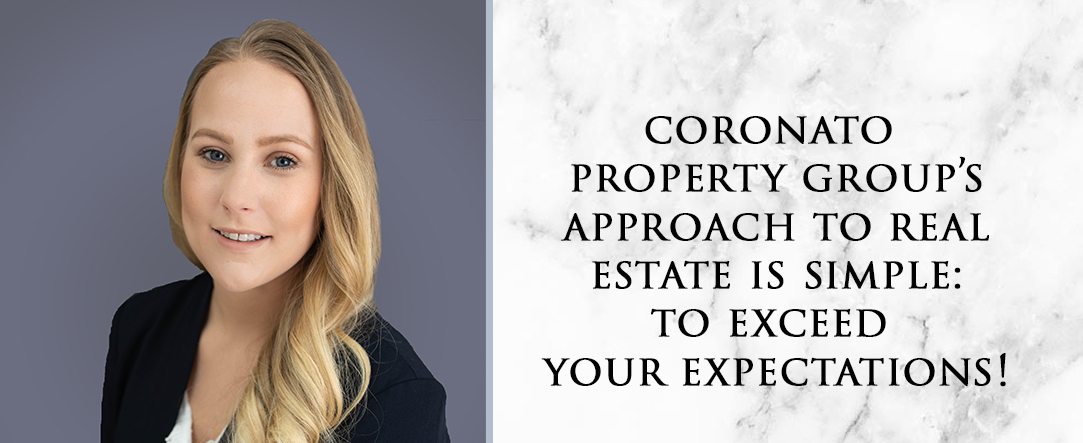 CORONATO
PROPERTY GROUP'S
APPROACH TO REAL
ESTATE IS SIMPLE:
TO EXCEED
YOUR EXPECTATIONS!